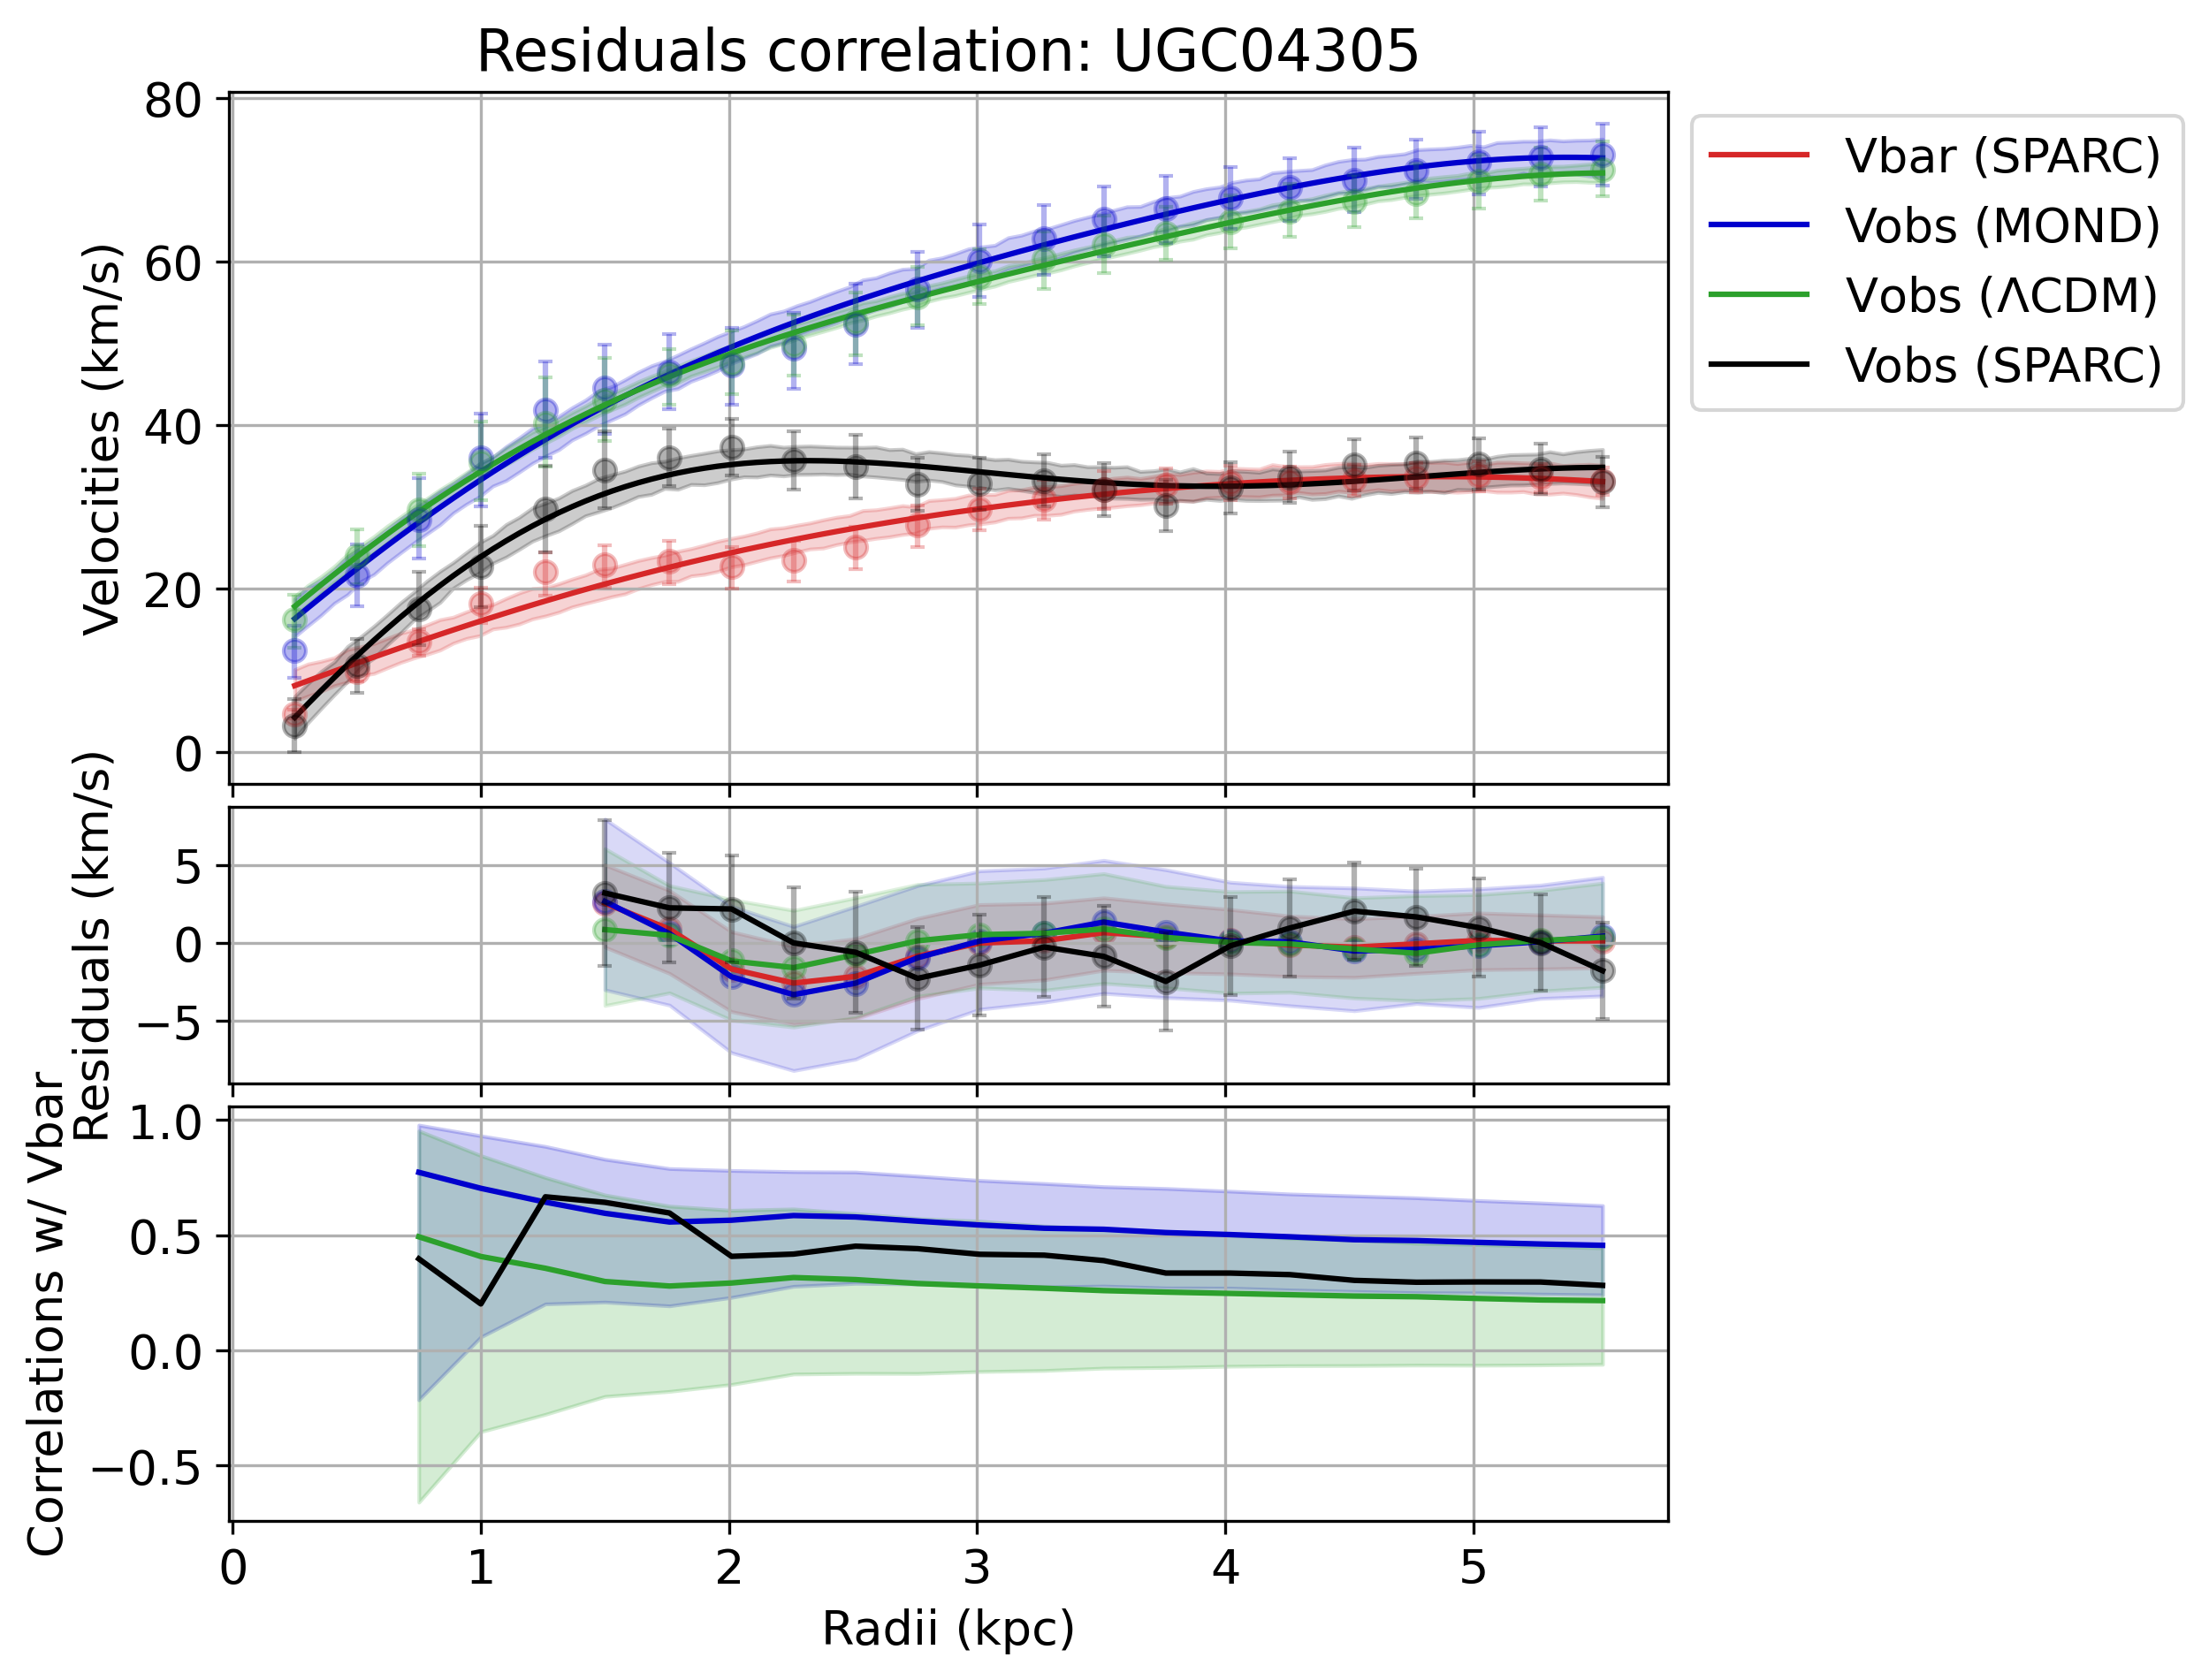 Residuals correlation: UGC04305
Velocities (km/s)
80
60
40
20
0
Vbar (SPARC)
Vobs (MOND)
Vobs (ΛCDM)
Vobs (SPARC)
Residuals (km/s)
5
0
−5
Correlations w/ Vbar
1.0
0.5
0.0
−0.5
0 1 2 3 4 5
Radii (kpc)